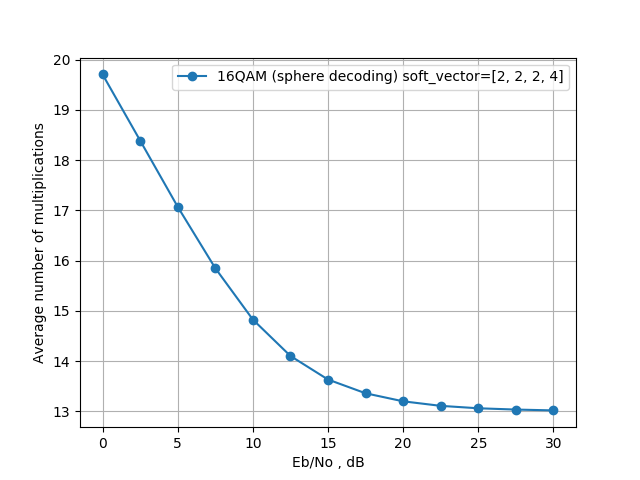 20
19
18
17
16
15
14
13
Average number of multiplications
16QAM (sphere decoding) soft_vector=[2, 2, 2, 4]
0 5 10 15 20 25 30
Eb/No , dB